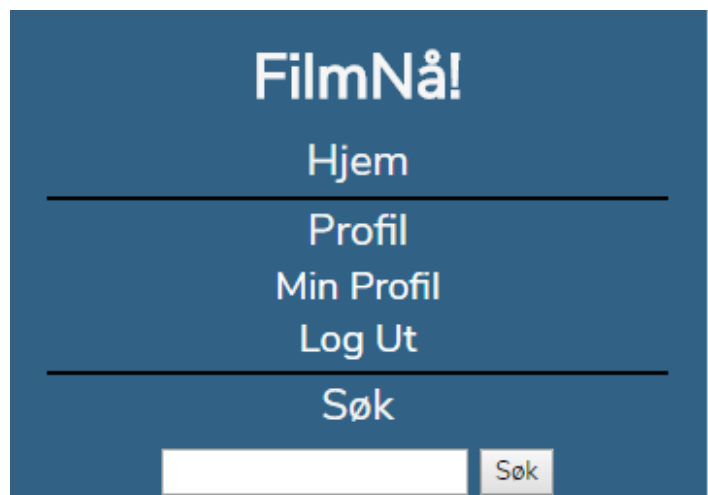 FilmNå!
Hjem
Profil
Min Profil
Log Ut
Søk
Søk